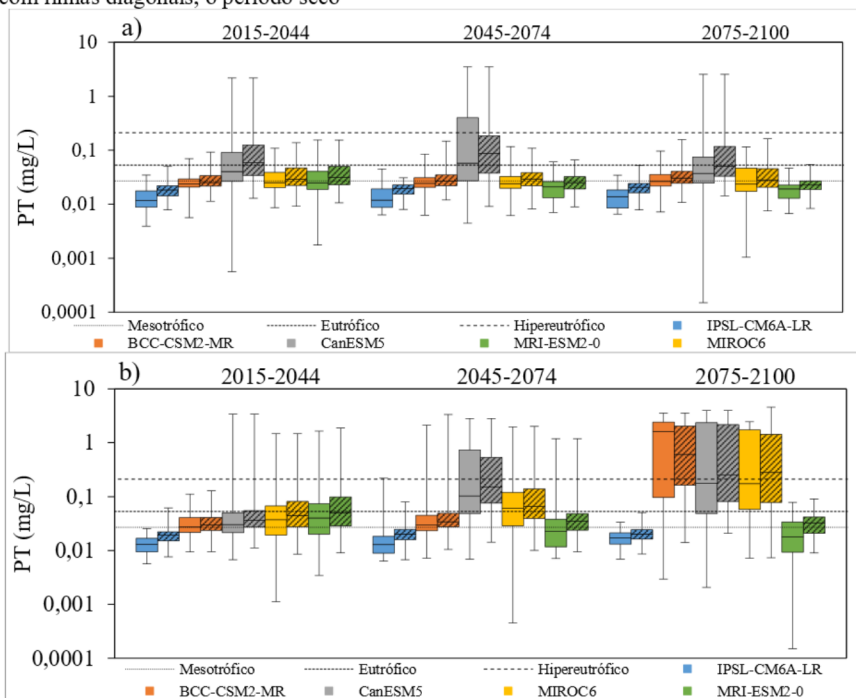 com linhas diagonais, o período seco
a)
2015-2044 2045-2074 2075-2100
PT (mg/L)
10
1
0,1
0,01
0,001
0,0001
Mesotrófico Eutrófico Hipereutrófico IPSL-CM6A-LR
BCC-CSM2-MR CanESM5 MRI-ESM2-0 MIROC6
b)
2015-2044 2045-2074 2075-2100
PT (mg/L)
10
1
0,1
0,01
0,001
0,0001
Mesotrófico Eutrófico Hipereutrófico IPSL-CM6A-LR
BCC-CSM2-MR CanESM5 MIROC6 MRI-ESM2-0